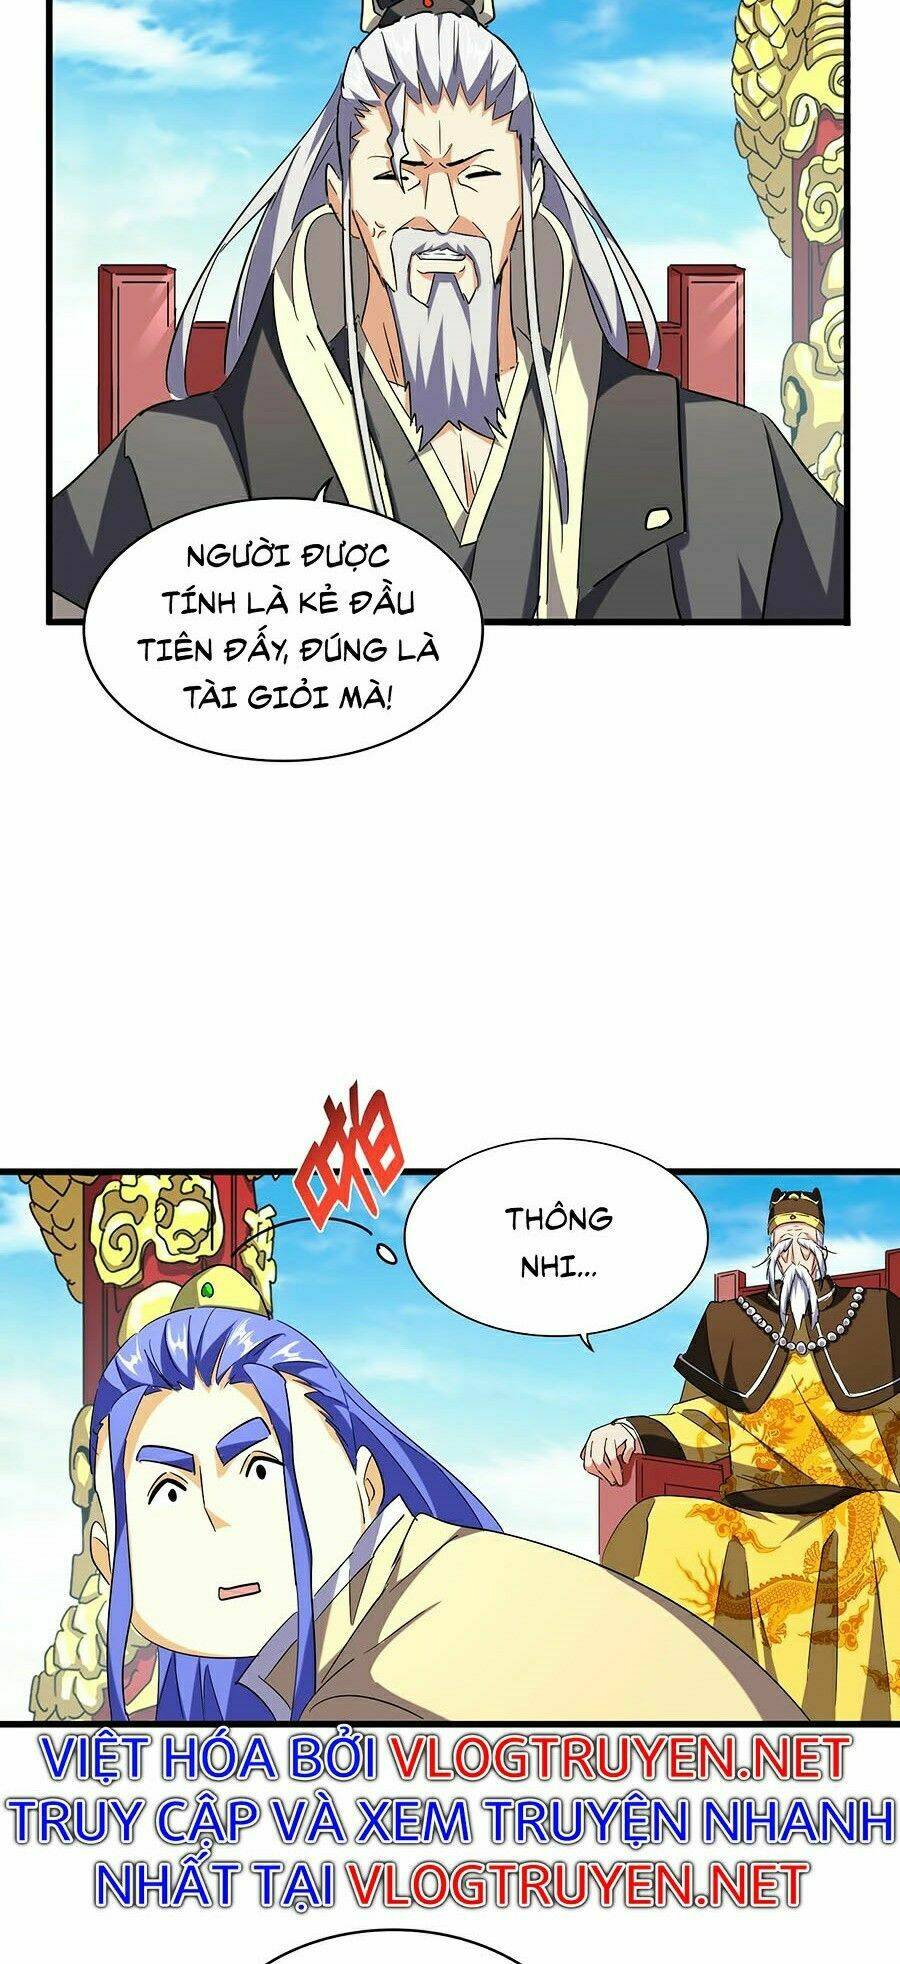 NGƯỜI ĐƯỢC
TÍNH LÀ KẺ ĐẦU
TIÊN ĐẤY, ĐÚNG LÀ
TÀI GIỎI MÀ!
THÔNG
NHI...
VIỆT HÓA BỞI VLOGTRUYEN.NET
TRUY CẬP VÀ XEM TRUYỆN NHANH
NHẤT TẠI VLOGTRUYEN.NET